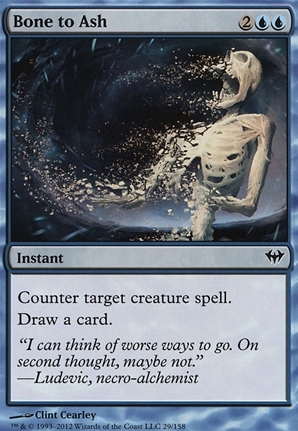 Bone to Ash 2
Instant
Counter target creature spell.
Draw a card.
“I can think of worse ways to go. On
second thought, maybe not.”
—Ludevic, necro-alchemist
Clint Cearley
™ & © 1993–2012 Wizards of the Coast LLC 29/158